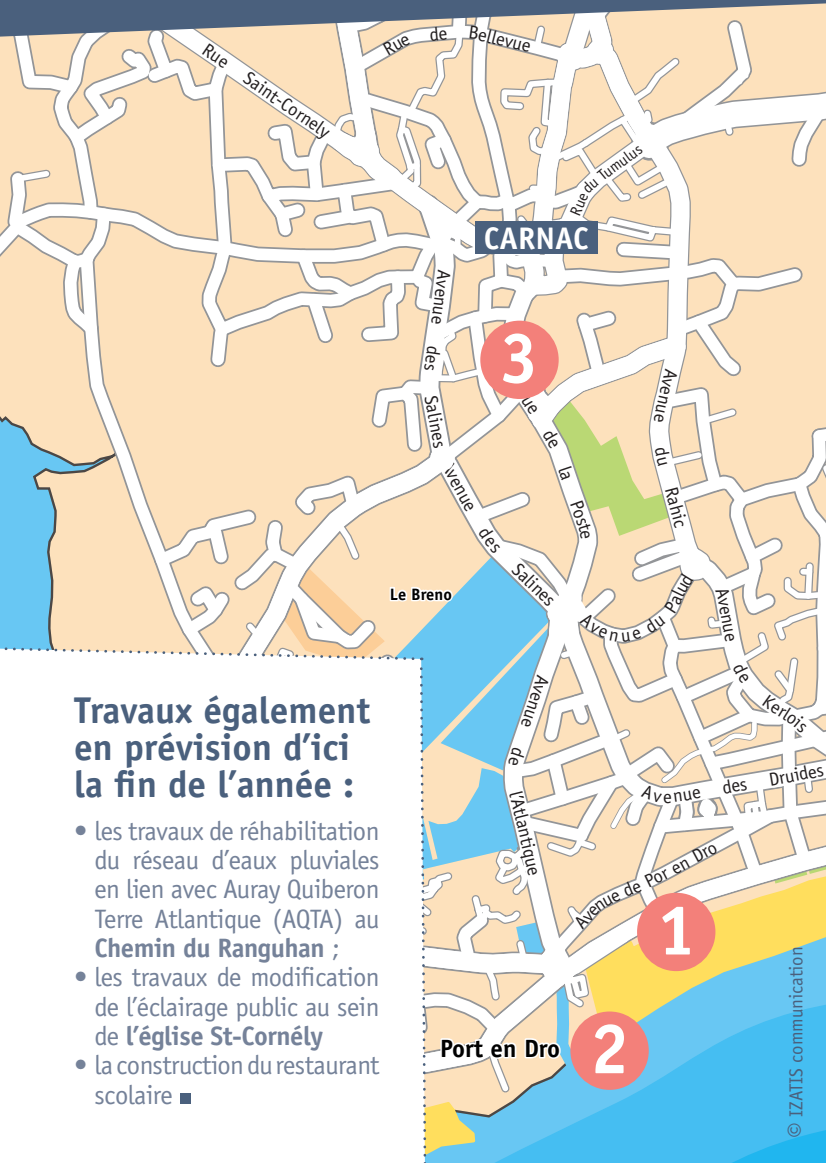 Rue de Bellevue
Rue Saint-Cornely
Rue du Tumulus
CARNAC
Avenue des Salines
3
ue de la Poste
Avenue du Rahic
venue des Salines
Le Breno
Avenue du Palud
Avenue de Kerlois
Avenue de l'Atlantique
Avenue des Druides
Avenue de Por en Dro
1
Port en Dro
2
Travaux également
en prévision d’ici
la fin de l’année :
• les travaux de réhabilitation
du réseau d’eaux pluviales
en lien avec Auray Quiberon
Terre Atlantique (AQTA) au
Chemin du Ranguhan ;
• les travaux de modification
de l’éclairage public au sein
de l’église St-Cornély
• la construction du restaurant
scolaire ■
© IZATIS communication